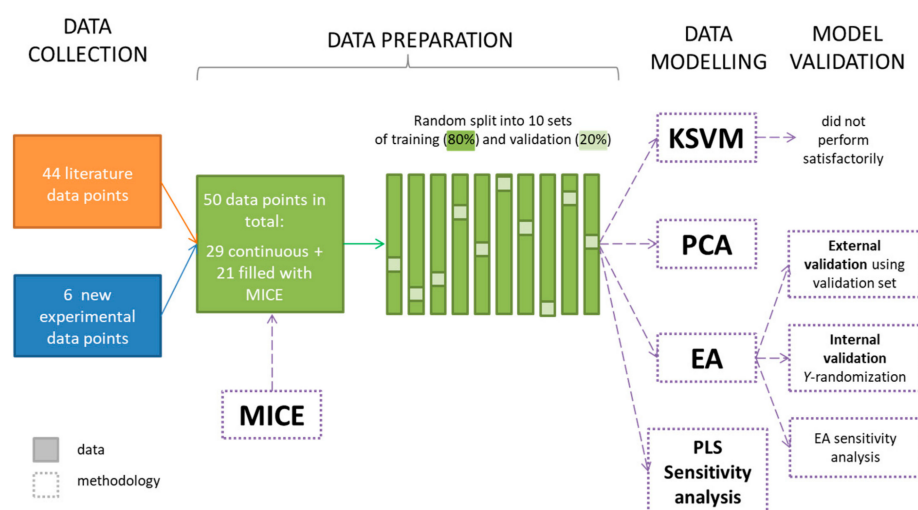 DATA
COLLECTION
DATA PREPARATION
DATA
MODELLING
MODEL
VALIDATION
44 literature
data points
6 new
experimental
data points
50 data points in
total:
29 continuous +
21 filled with
MICE
MICE
Random split into 10 sets
of training (80%) and validation (20%)
KSVM
did not
perform
satisfactorily
PCA
EA
External
validation using
validation set
Internal
validation
Y-randomization
EA sensitivity
analysis
PLS
Sensitivity
analysis
data
methodology